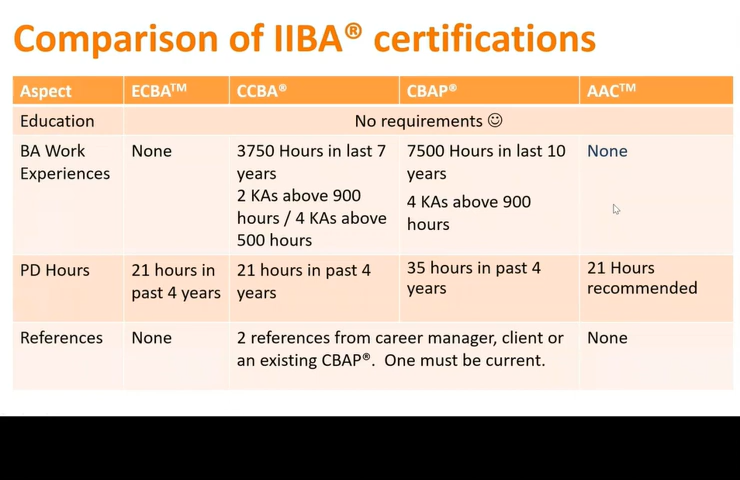 Comparison of IIBA® certifications
Aspect ECBA™ CCBA® CBAP® AAC™
Education No requirements ☺
BA Work Experiences
None
3750 Hours in last 7
years
2 KAs above 900
hours / 4 KAs above
500 hours
7500 Hours in last 10
years
4 KAs above 900
hours
None
PD Hours
21 hours in
past 4 years
21 hours in past 4
years
35 hours in past 4
years
21 Hours
recommended
References
None
2 references from career manager, client or
an existing CBAP®. One must be current.
None